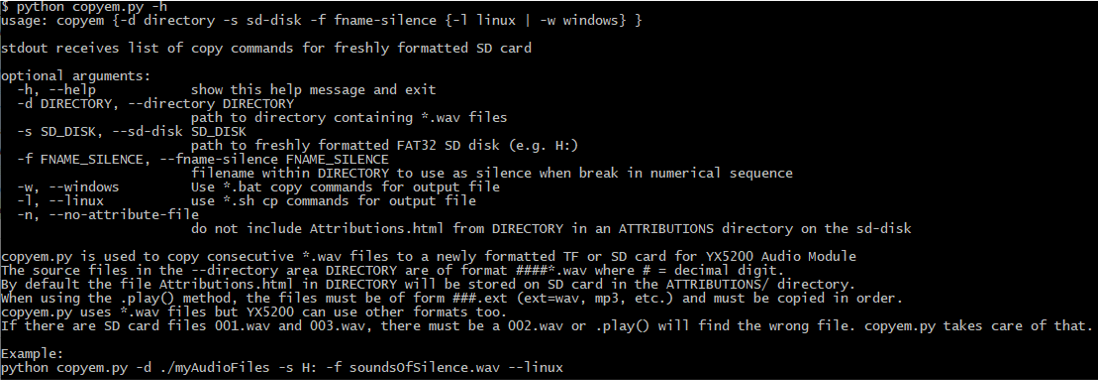 $ python copyem.py -h
usage: copyem {-d directory -s sd-disk -f fname-silence {-l linux | -w windows} }
stdout receives list of copy commands for freshly formatted SD card
optional arguments:
-h, --help            show this help message and exit
-d DIRECTORY, --directory DIRECTORY
path to directory containing *.wav files
-s SD_DISK, --sd-disk SD_DISK
path to freshly formatted FAT32 SD disk (e.g. H:)
-f FNAME_SILENCE, --fname-silence FNAME_SILENCE
filename within DIRECTORY to use as silence when break in numerical sequence
-w, --windows         Use *.bat copy commands for output file
-l, --linux           use *.sh cp commands for output file
-n, --no-attribute-file
do not include Attributions.html from DIRECTORY in an ATTRIBUTIONS directory on the sd-disk
copyem.py is used to copy consecutive *.wav files to a newly formatted TF or SD card for YX5200 Audio Module
The source files in the --directory area DIRECTORY are of format ####*.wav where # = decimal digit.
By default the file Attributions.html in DIRECTORY will be stored on SD card in the ATTRIBUTIONS/ directory.
When using the .play() method, the files must be of form ###.ext (ext=wav, mp3, etc.) and must be copied in order.
copyem.py uses *.wav files but YX5200 can use other formats too.
If there are SD card files 001.wav and 003.wav, there must be a 002.wav or .play() will find the wrong file. copyem.py takes care of that.
Example:
python copyem.py -d ./myAudioFiles -s H: -f soundsOfSilence.wav --linux